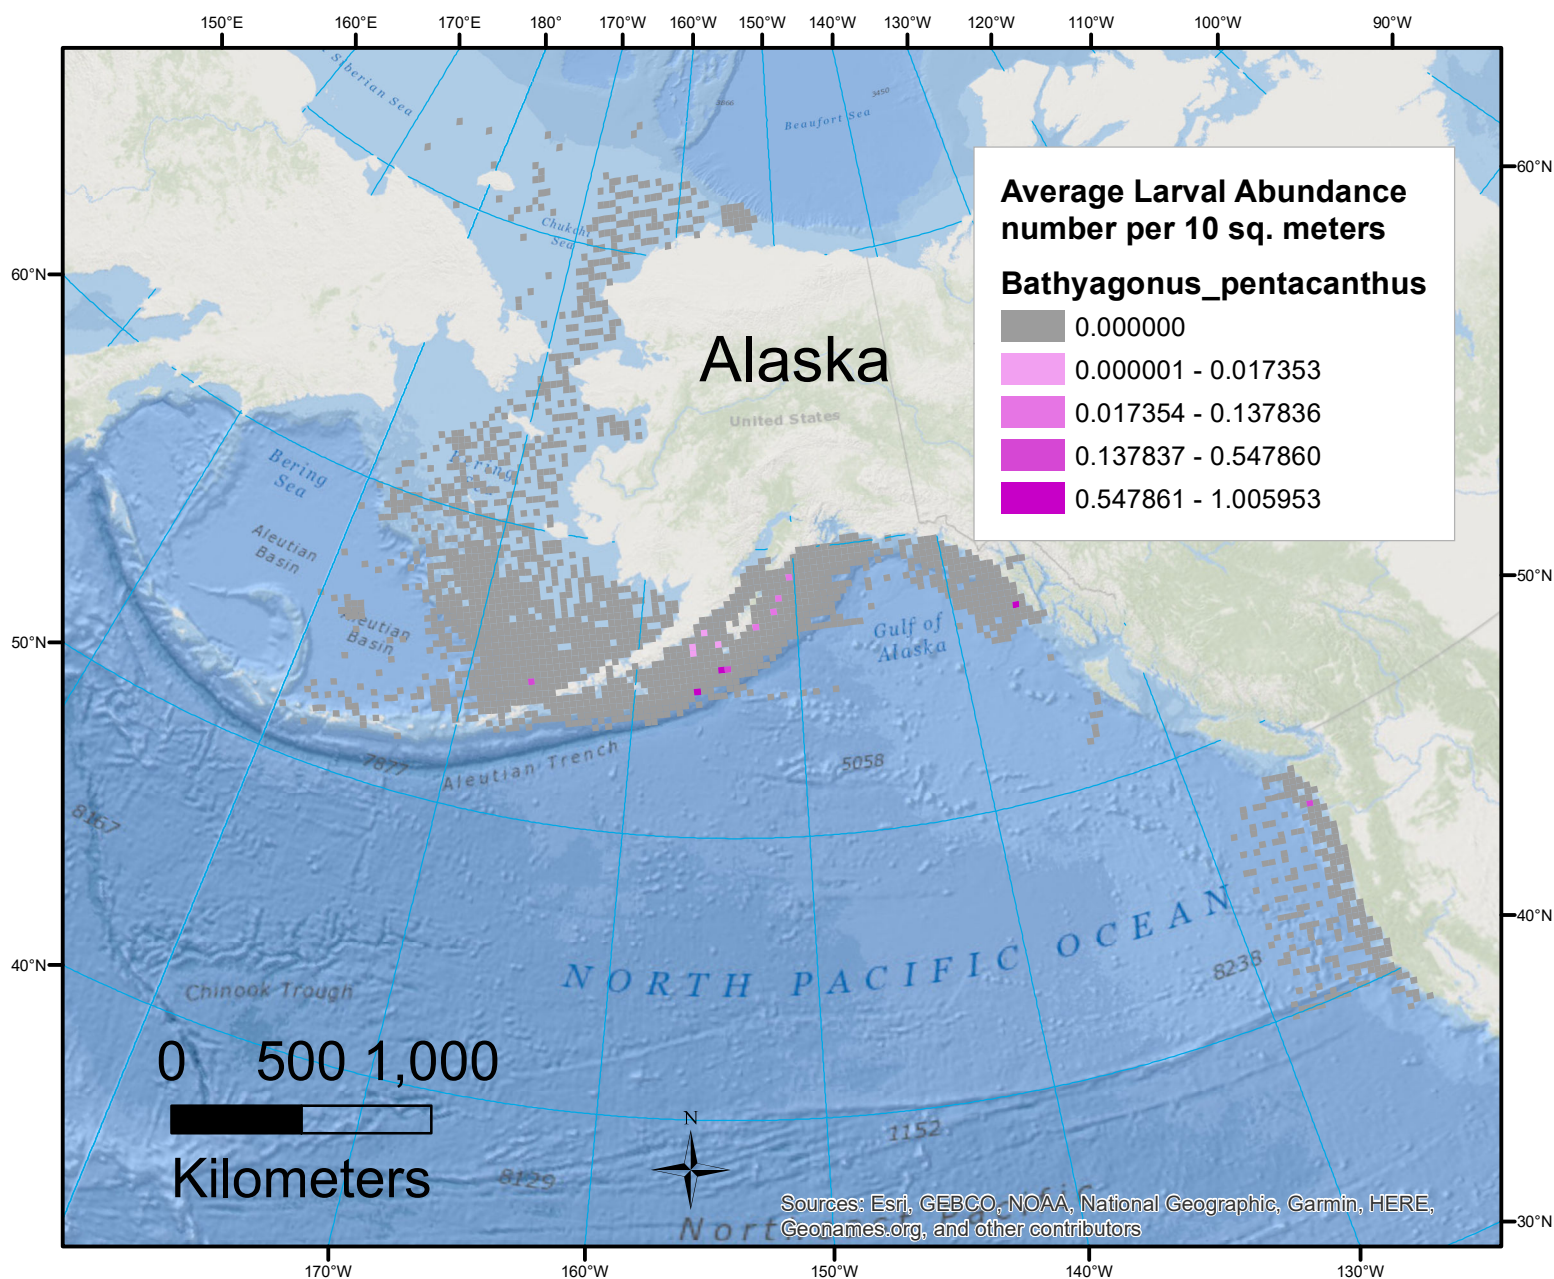 150°E 160°E 170°E 180° 170°W 160°W 150°W 140°W 130°W 120°W 110°W 100°W 90°W
Siberian Sea
3866
3450
Beaufort Sea
60°N
Average Larval Abundance
number per 10 sq. meters
Bathyagonus_pentacanthus
0.000000
0.000001 - 0.017353
0.017354 - 0.137836
0.137837 - 0.547860
0.547861 - 1.005953
Chukchi
Sea
60°N
Alaska
United States
Bering
Sea
Bering
Aleutian
Basin
50°N
Aleutian
Basin
Gulf of
Alaska
50°N
7877
Aleutian Trench
5058
8167
40°N
NORTH PACIFIC OCEAN
8238
40°N
Chinook Trough
0 500 1,000
Kilometers
N
1152
8129
30°N
Sources: Esri, GEBCO, NOAA, National Geographic, Garmin, HERE,
Geonames.org, and other contributors
170°W 160°W 150°W 140°W 130°W